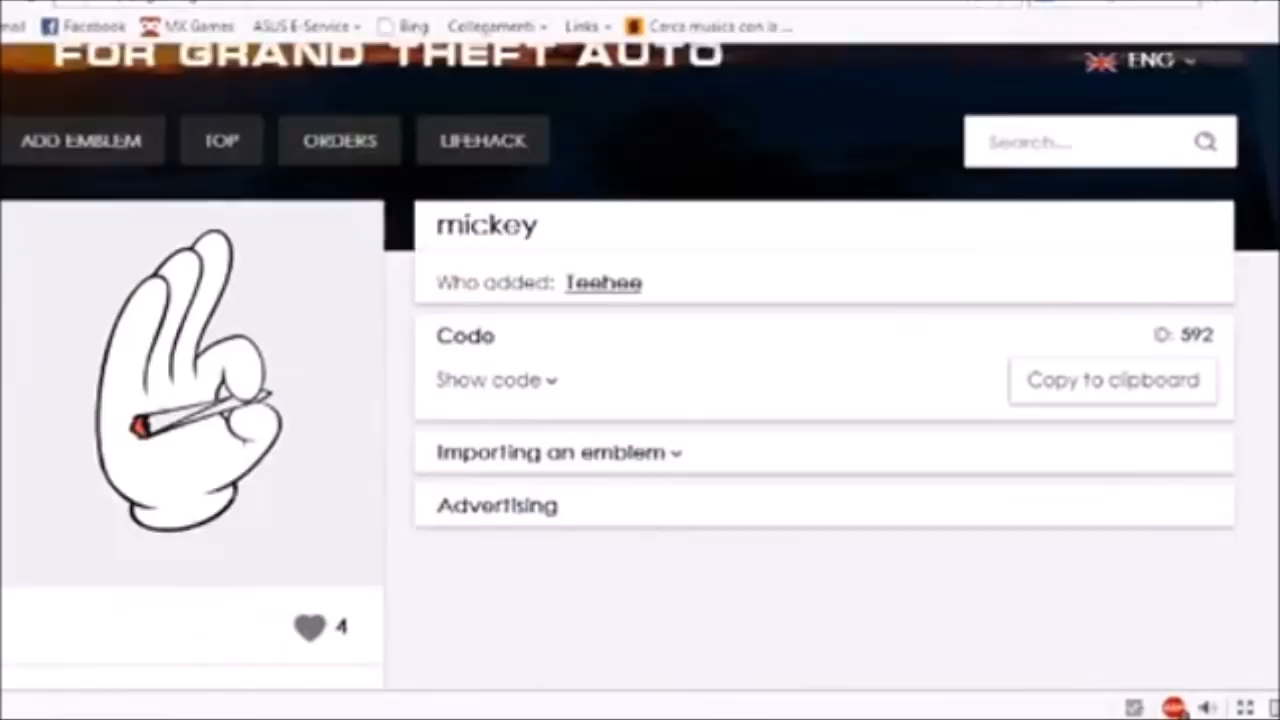 Facebook MX Games ASUS E-Service Bing Collegamenti Links Cerca musica con la ...
FOR GRAND THEFT AUTO
ENG
ADD EMBLEM TOP ORDERS LIFEHACK Search...
mickey
Who added: Teehee
Code ID: 592
Show code Copy to clipboard
Importing an emblem
Advertising
4